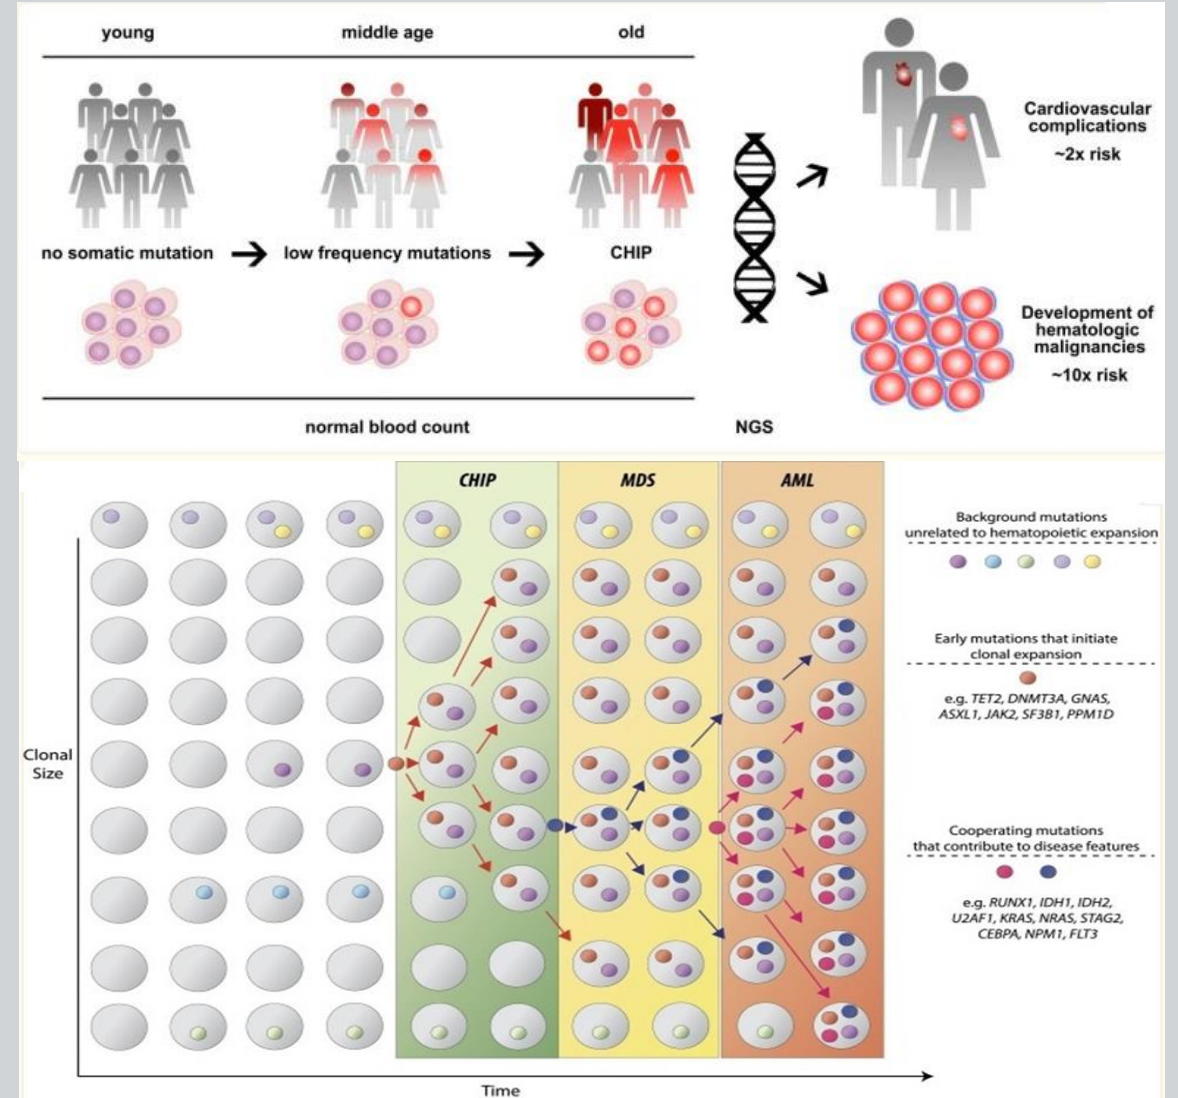 young
middle age
old
no somatic mutation
low frequency mutations
CHIP
normal blood count
NGS
Cardiovascular
complications
~2x risk
Development of
hematologic
malignancies
~10x risk
CHIP
MDS
AML
Clonal
Size
Time
Background mutations
unrelated to hematopoietic expansion
Early mutations that initiate
clonal expansion
e.g. TET2, DNMT3A, GNAS,
ASXL1, JAK2, SF3B1, PPM1D
Cooperating mutations
that contribute to disease features
e.g. RUNX1, IDH1, IDH2,
U2AF1, KRAS, NRAS, STAG2,
CEBPA, NPM1, FLT3